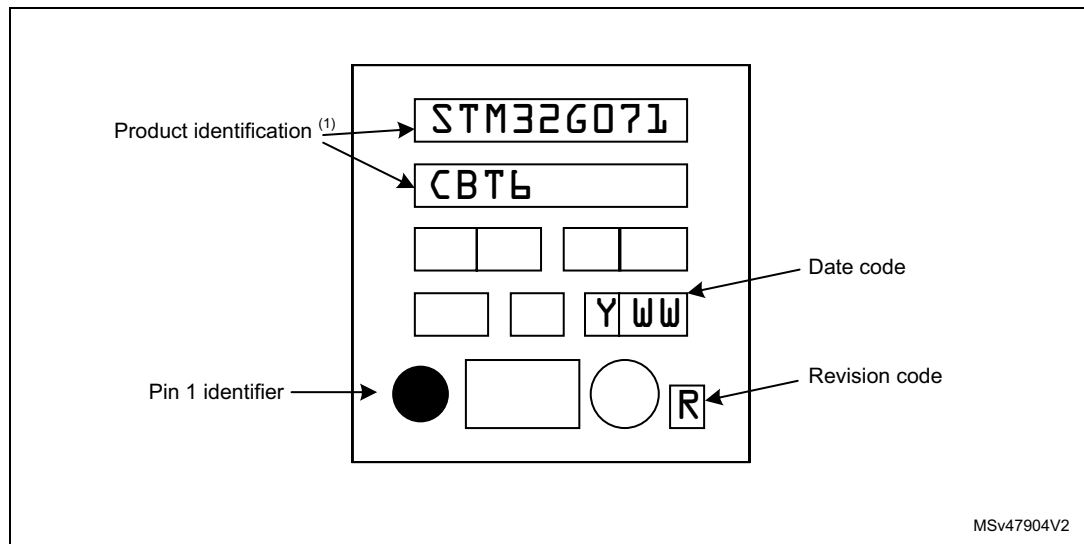 STM32G071
Product identification (1)
CBT6
Date code
Y WW
Pin 1 identifier
Revision code
R
MSv47904V2